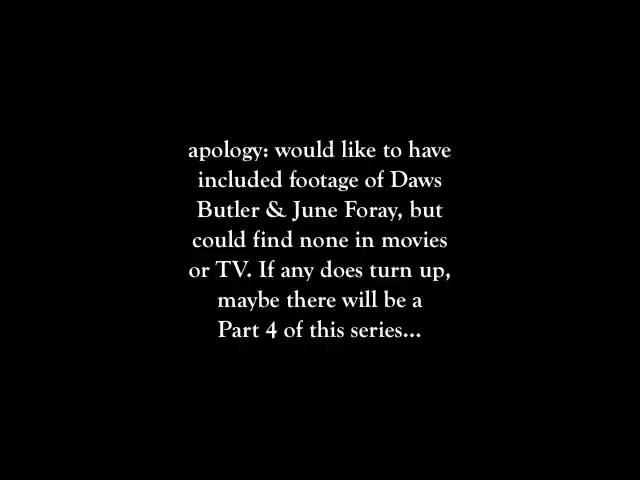 apology: would like to have
included footage of Daws
Butler & June Foray, but
could find none in movies
or TV. If any does turn up,
maybe there will be a
Part 4 of this series...